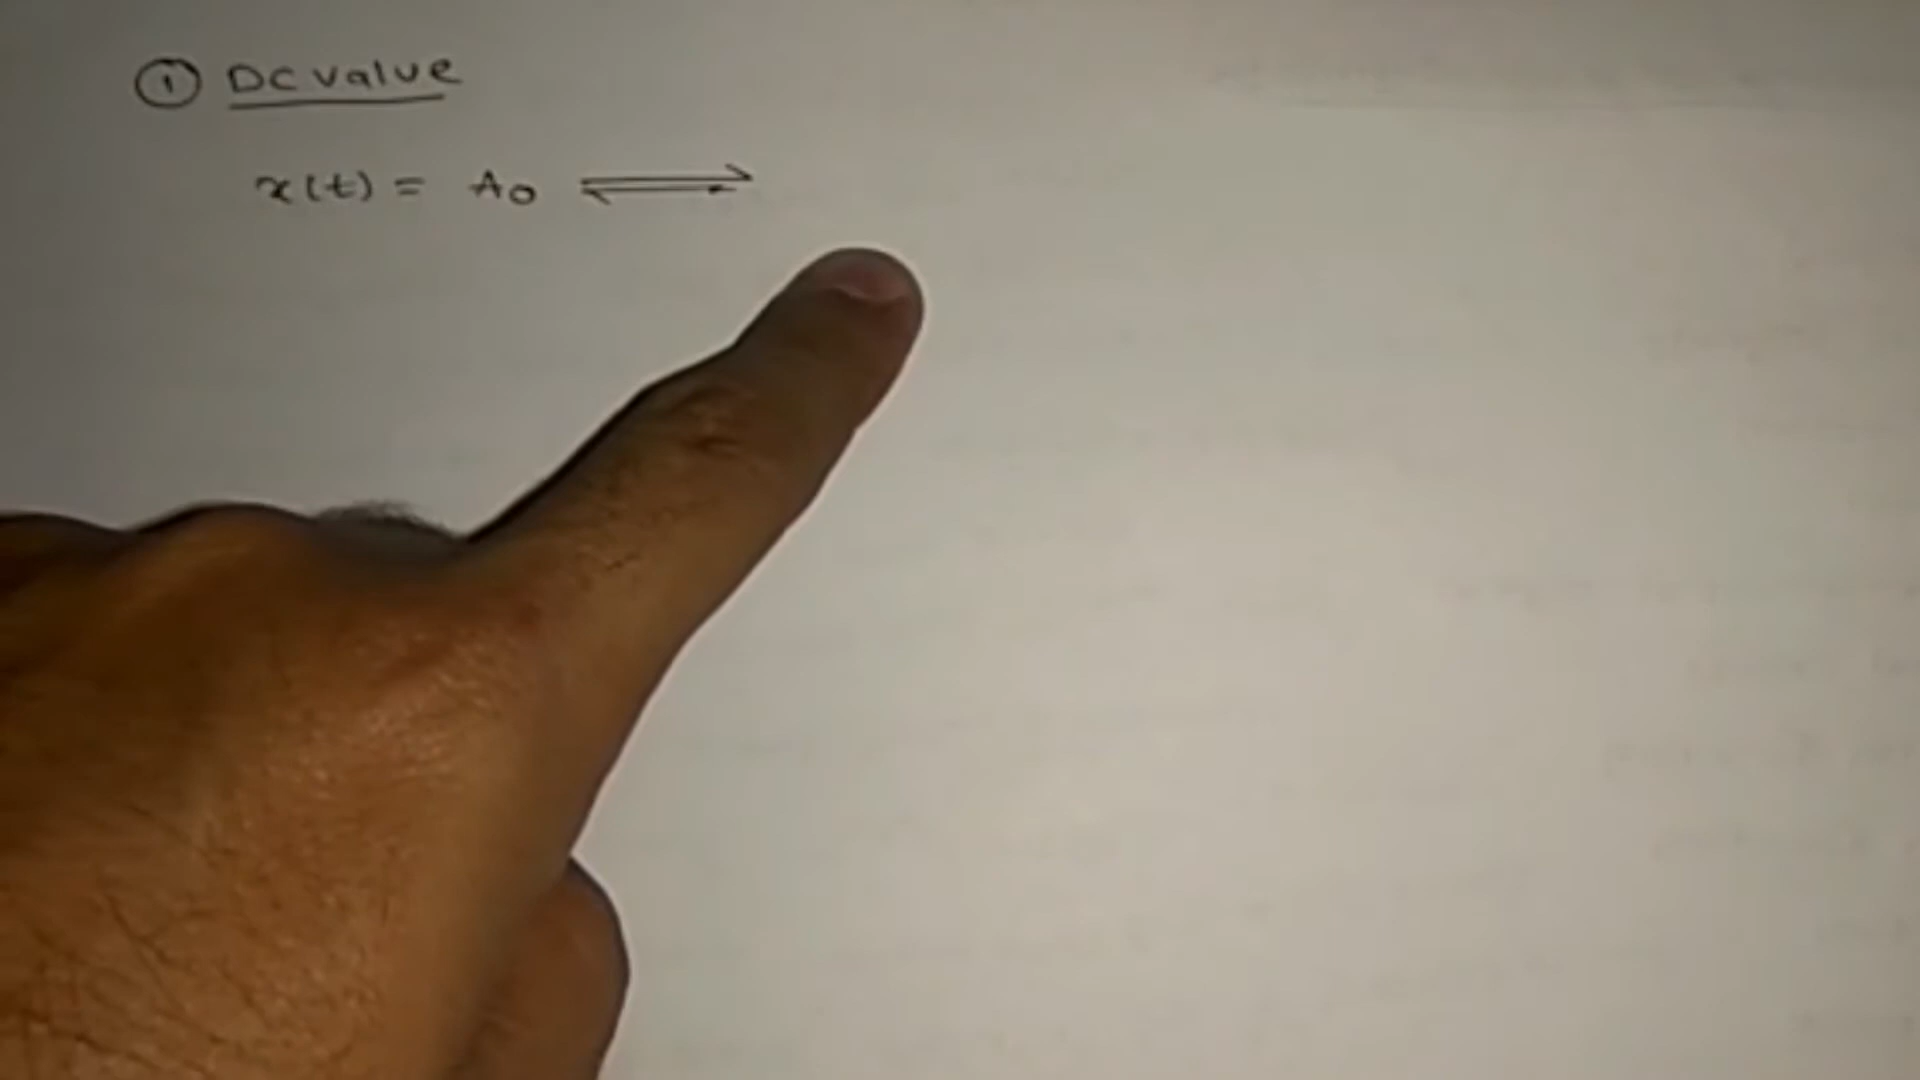 ① DC value
x(t) = A₀ ⇌